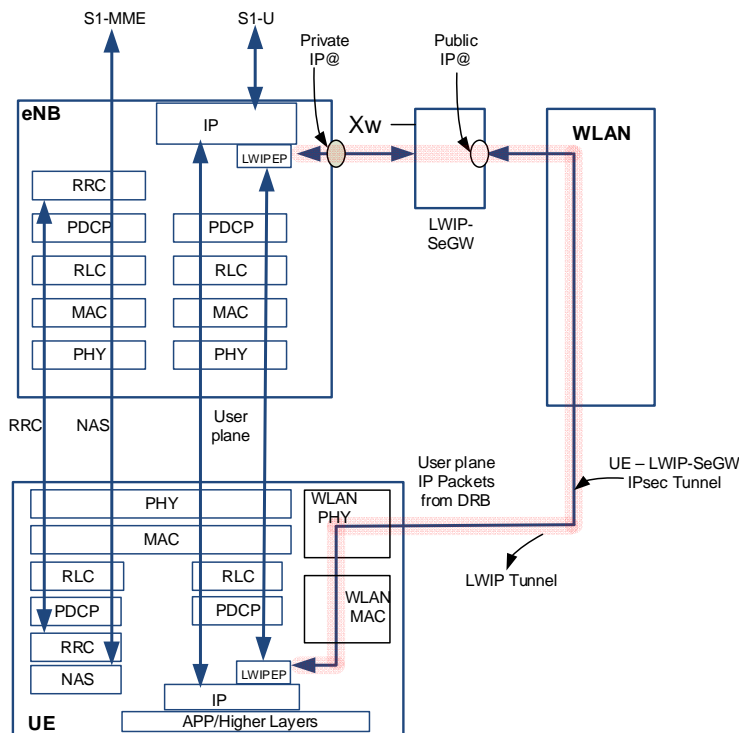 S1-MME
S1-U
Private
IP@
Public
IP@
eNB
IP
LWIPEP
Xw
WLAN
RRC
LWIP-
SeGW
PDCP
PDCP
RLC
RLC
MAC
MAC
PHY
PHY
RRC
NAS
User
plane
User plane
IP Packets
from DRB
UE – LWIP-SeGW
IPsec Tunnel
LWIP Tunnel
PHY
WLAN
PHY
MAC
RLC
RLC
WLAN
MAC
PDCP
PDCP
RRC
LWIPEP
NAS
IP
APP/Higher Layers
UE